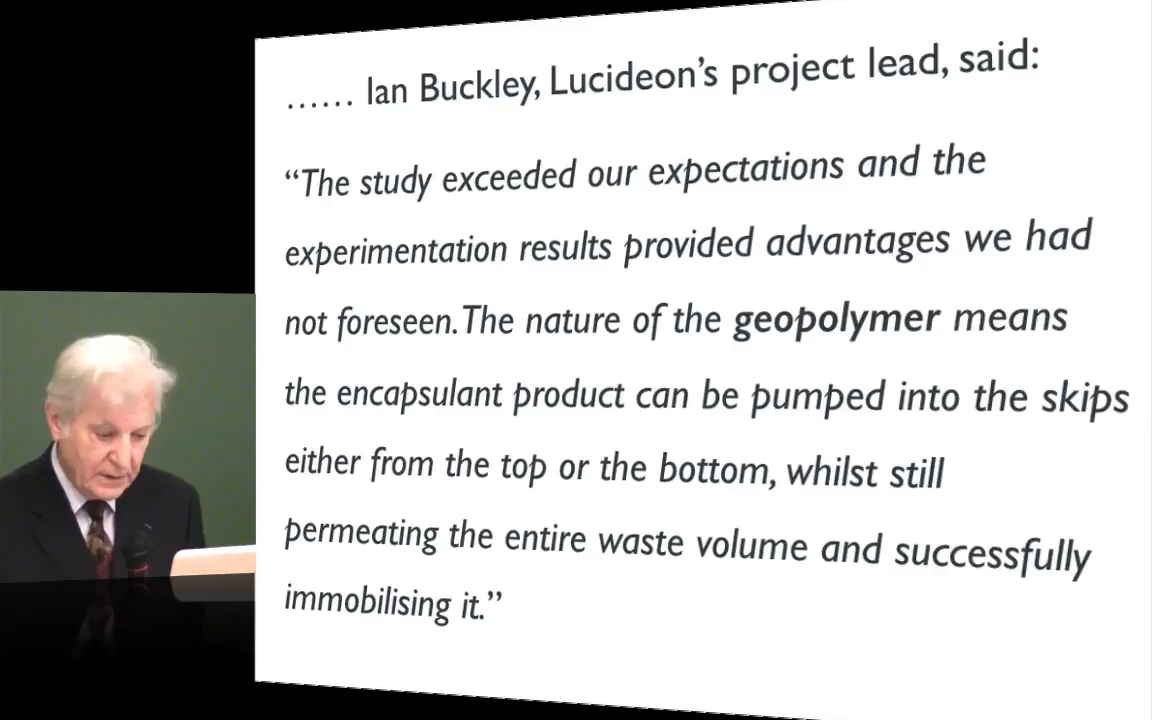 ...... Ian Buckley, Lucideon’s project lead, said:
“The study exceeded our expectations and the
experimentation results provided advantages we had
not foreseen. The nature of the geopolymer means
the encapsulant product can be pumped into the skips
either from the top or the bottom, whilst still
permeating the entire waste volume and successfully
immobilising it.”